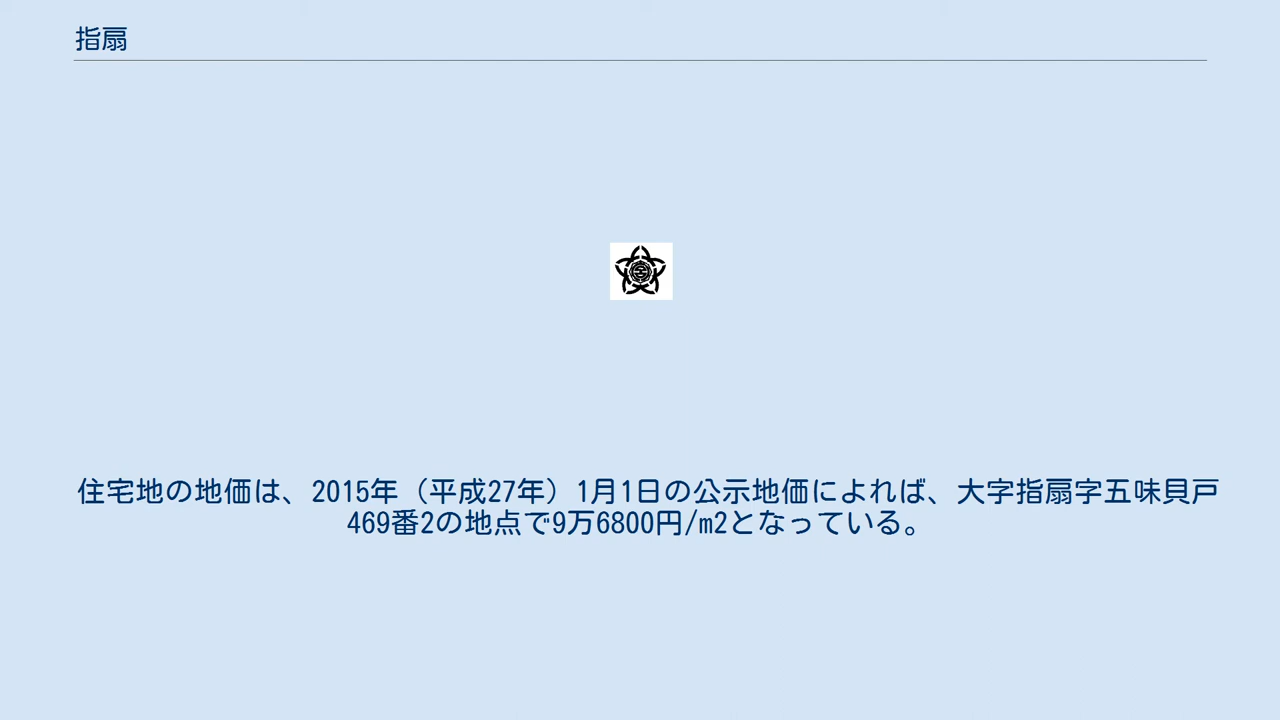 指扇
住宅地の地価は、2015年（平成27年）1月1日の公示地価によれば、大字指扇字五味貝戸
469番2の地点で9万6800円/m2となっている。